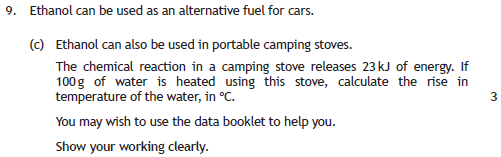 9. Ethanol can be used as an alternative fuel for cars.
(c) Ethanol can also be used in portable camping stoves.
The chemical reaction in a camping stove releases 23 kJ of energy. If
100 g of water is heated using this stove, calculate the rise in
temperature of the water, in °C. 3
You may wish to use the data booklet to help you.
Show your working clearly.